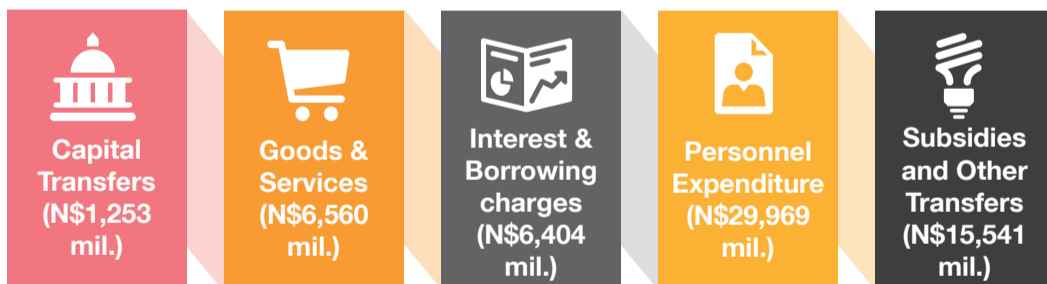 Capital
Transfers
(N$1,253
mil.)
Goods &
Services
(N$6,560
mil.)
Interest &
Borrowing
charges
(N$6,404
mil.)
Personnel
Expenditure
(N$29,969
mil.)
Subsidies
and Other
Transfers
(N$15,541
mil.)